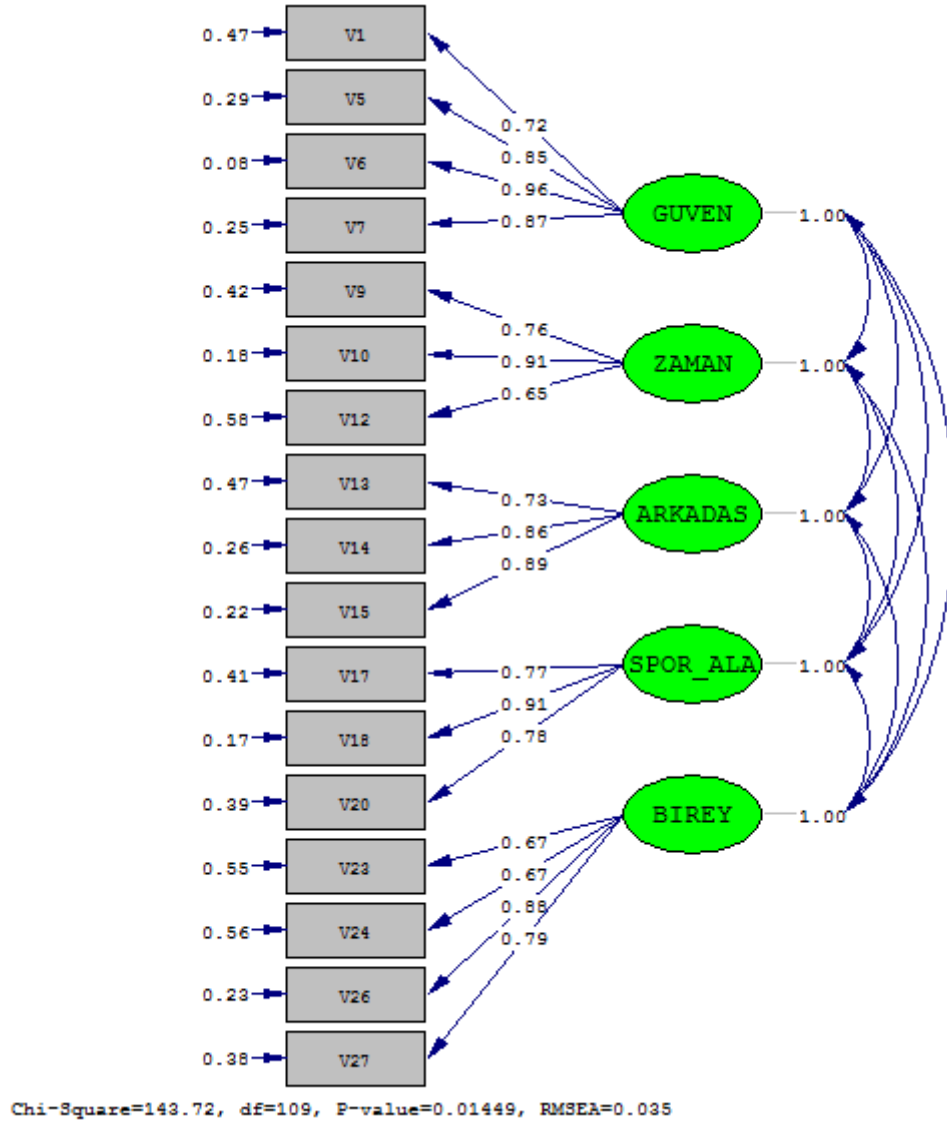 0.47 V1
0.72
0.29 V5
0.85
0.08 V6
0.96
GUVEN 1.00
0.25 V7
0.87
0.42 V9
0.76
0.18 V10
0.91
ZAMAN 1.00
0.65
0.58 V12
0.47 V13
0.73
ARKADAS 1.00
0.86
0.26 V14
0.89
0.22 V15
0.41 V17
0.77
SPOR_ALA 1.00
0.91
0.17 V18
0.78
0.39 V20
BIREY 1.00
0.67
0.55 V23
0.67
0.88
0.56 V24
0.79
0.23 V26
0.38 V27
Chi-Square=143.72, df=109, P-value=0.01449, RMSEA=0.035